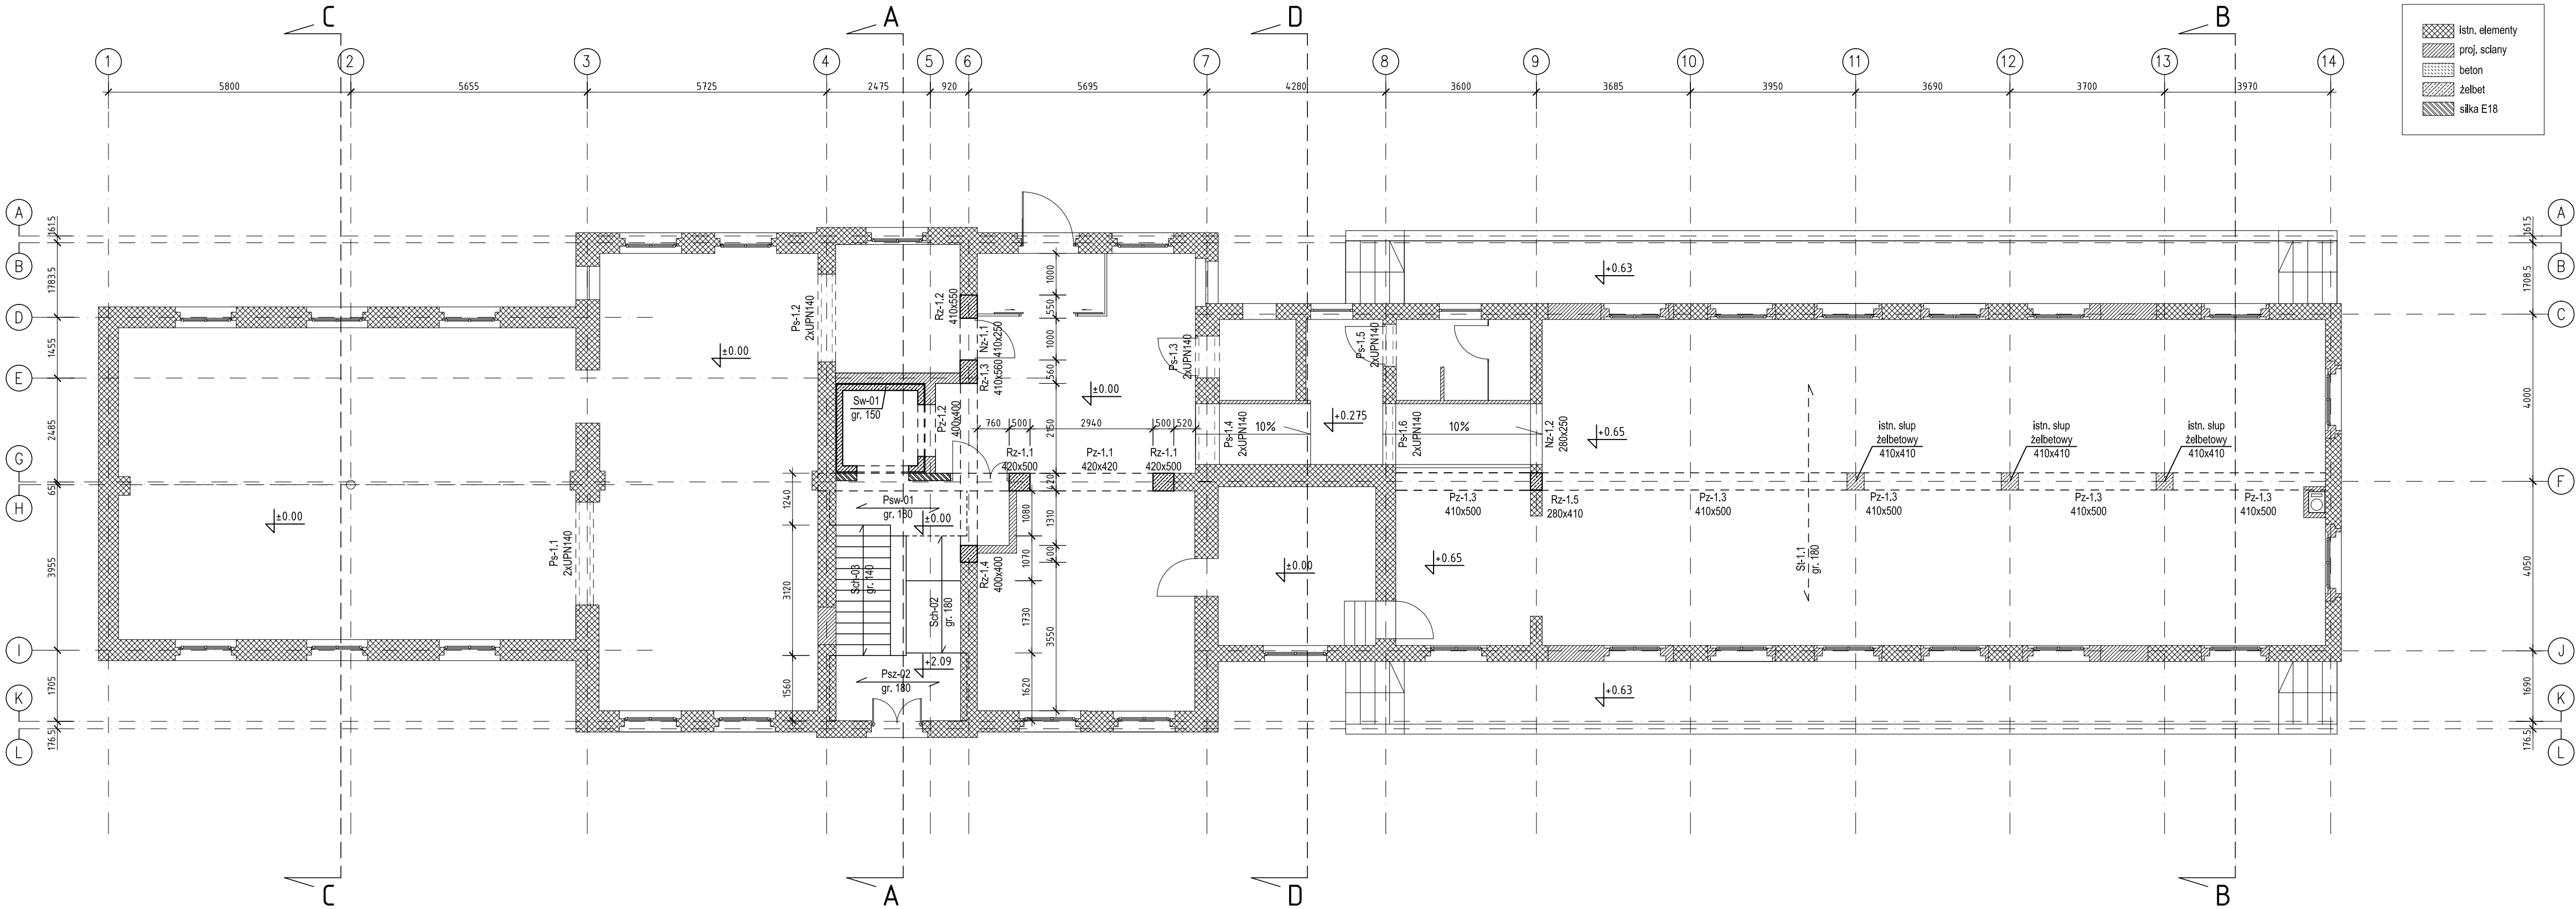 C
A
D
B
istn. elementy
proj. sciany
beton
żelbet
silka E18
1
2
3
4
5
6
7
8
9
10
11
12
13
14
5800
5655
5725
2475
920
5695
4280
3600
3685
3950
3690
3700
3970
A
B
D
E
G
H
I
K
L
161.5
1783.5
1455
2485
65
3955
1705
176.5
A
B
C
F
J
K
L
161.5
1708.5
4000
4050
1690
176.5
±0.00
±0.00
Ps-1.1
2xUPN140
Ps-1.2
2xUPN140
Rz-1.2
410x550
Nz-1.1
410x250
Rz-1.3
410x560
Sw-01
gr. 150
Pz-1.2
400x400
1000
550
1000
560
2150
420
1310
400
3550
1080
1070
1730
1620
760
500
2940
500
520
±0.00
Rz-1.1
420x500
Pz-1.1
420x420
Rz-1.1
420x500
1240
3120
1560
Psw-01
gr. 180
±0.00
Sch-03
gr. 140
Sch-02
gr. 180
+2.09
Psz-02
gr. 180
Rz-1.4
400x400
Ps-1.3
2xUPN140
Ps-1.4
2xUPN140
10%
+0.275
Ps-1.5
2xUPN140
Ps-1.6
2xUPN140
10%
Nz-1.2
280x250
±0.00
+0.65
+0.63
+0.65
+0.63
Pz-1.3
410x500
Rz-1.5
280x410
Pz-1.3
410x500
St-1.1
gr. 180
istn. słup
żelbetowy
410x410
Pz-1.3
410x500
istn. słup
żelbetowy
410x410
Pz-1.3
410x500
istn. słup
żelbetowy
410x410
Pz-1.3
410x500
C
A
D
B